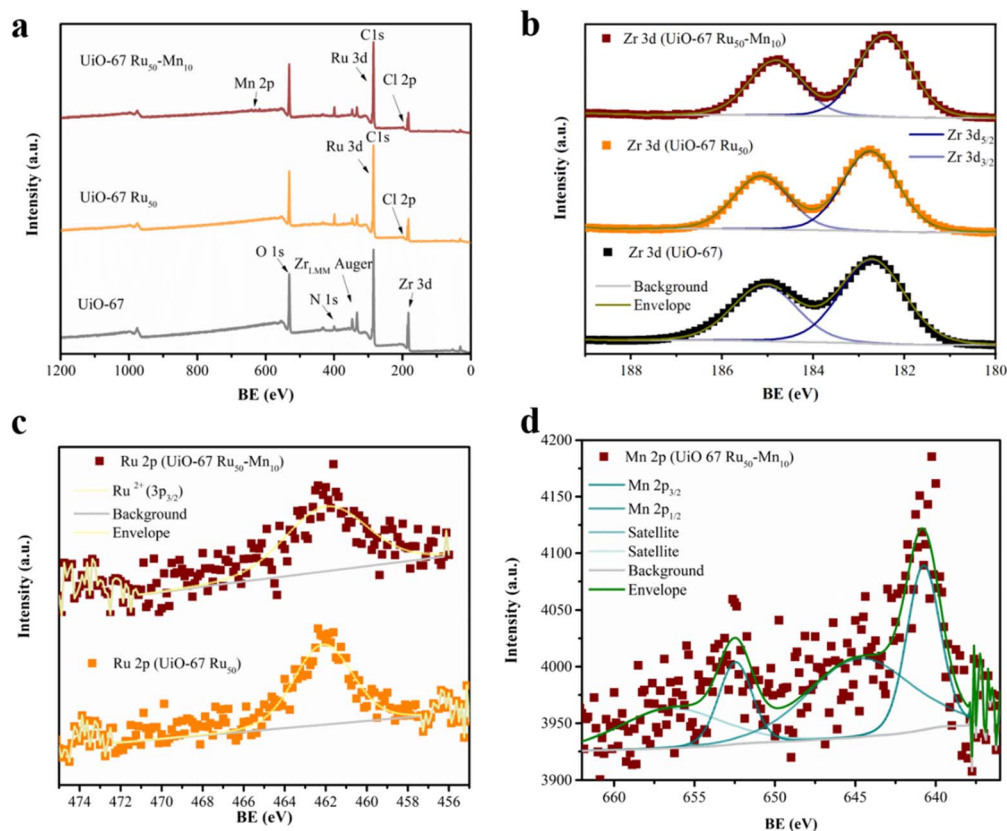 a
UiO-67 Ru50-Mn10
Mn 2p
C1s
Ru 3d
Cl 2p
C1s
Ru 3d
UiO-67 Ru50
Cl 2p
O 1s
ZrLMM Auger
UiO-67
N 1s
Zr 3d
Intensity (a.u.)
1200 1000 800 600 400 200 0
BE (eV)
b
Zr 3d (UiO-67 Ru50-Mn10)
Zr 3d5/2
Zr 3d3/2
Zr 3d (UiO-67 Ru50)
Zr 3d (UiO-67)
Background
Envelope
Intensity (a.u.)
188 186 184 182 180
BE (eV)
c
Ru 2p (UiO-67 Ru50-Mn10)
Ru 2+ (3p3/2)
Background
Envelope
Ru 2p (UiO-67 Ru50)
Intensity (a.u.)
474 472 470 468 466 464 462 460 458 456
BE (eV)
d
Mn 2p (UiO 67 Ru50-Mn10)
Mn 2p3/2
Mn 2p1/2
Satellite
Satellite
Background
Envelope
Intensity (a.u.)
4200
4150
4100
4050
4000
3950
3900
660 655 650 645 640
BE (eV)